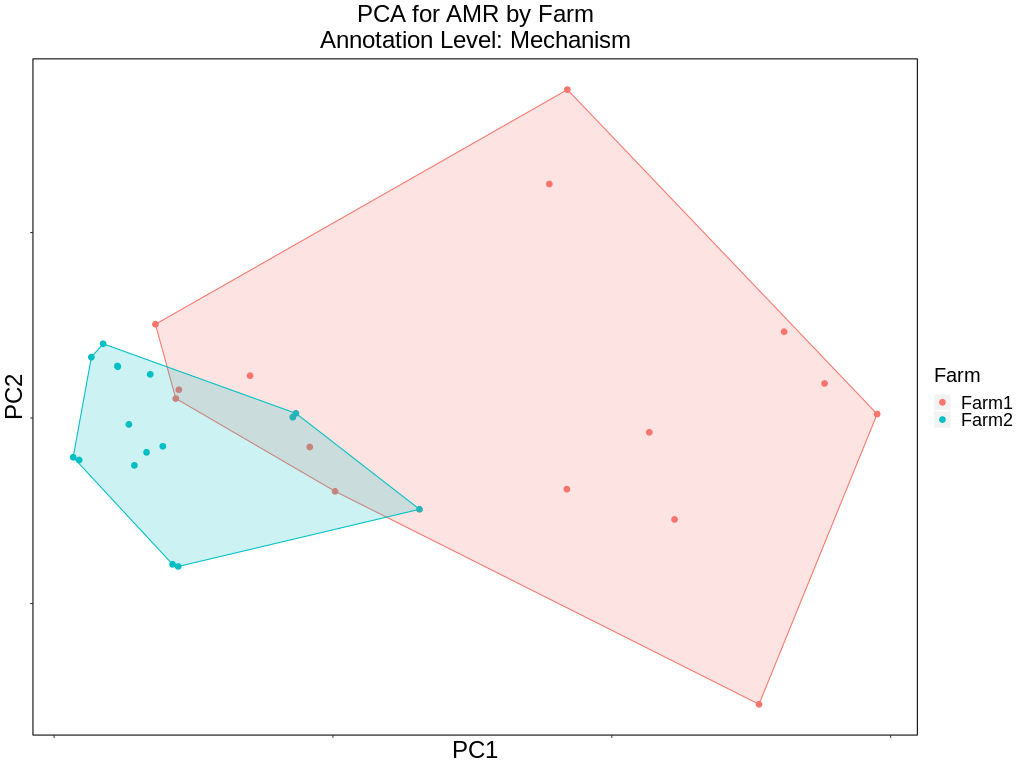 PCA for AMR by Farm
Annotation Level: Mechanism
PC2
Farm
Farm1
Farm2
PC1